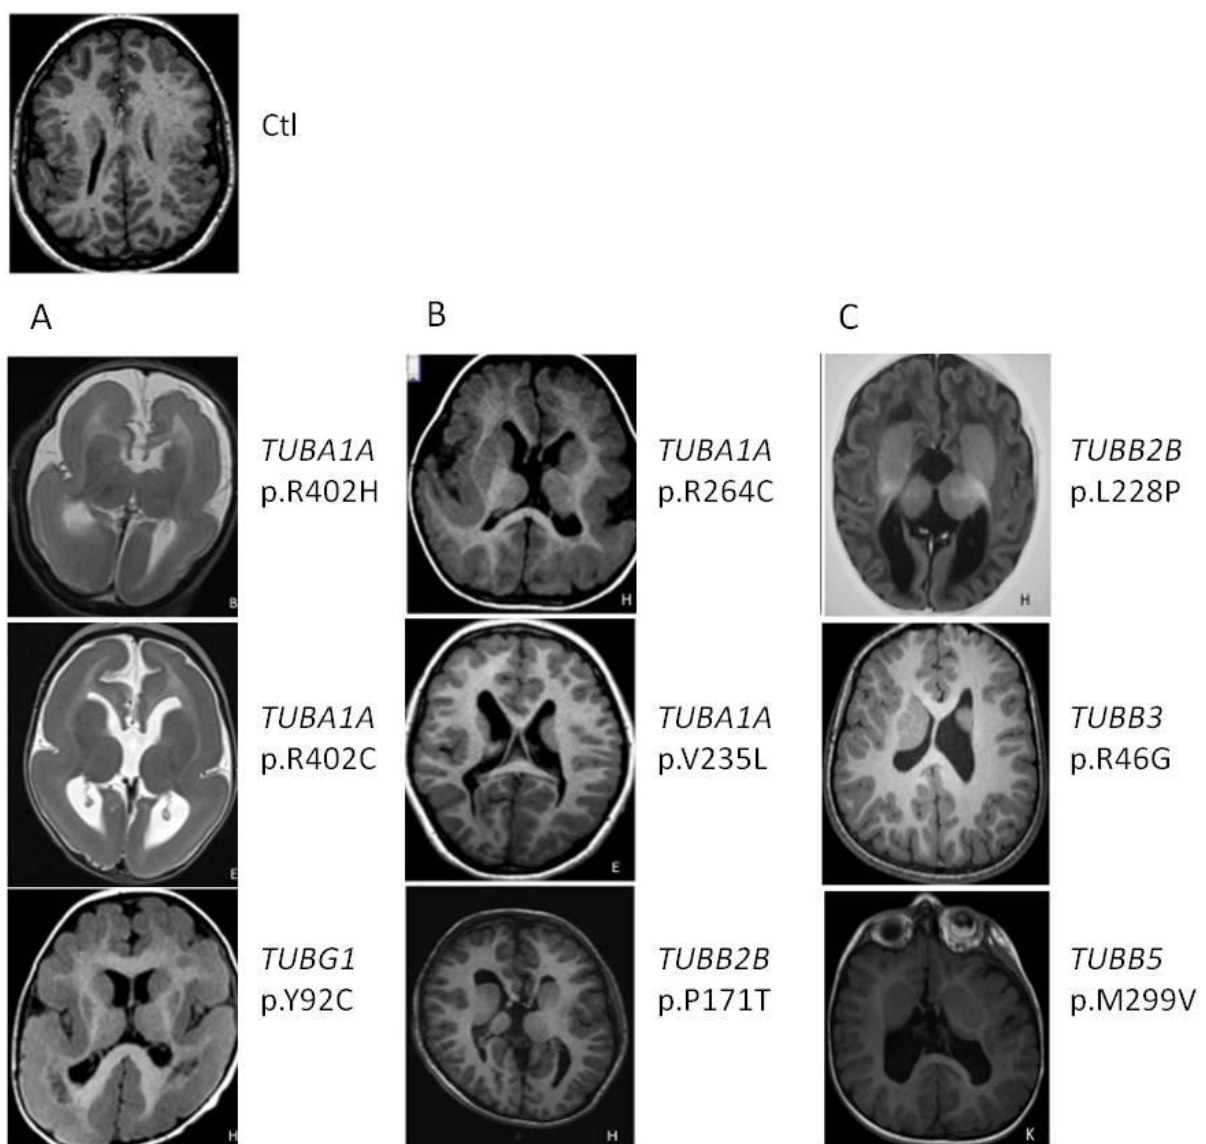 Ctl
A
B
C
TUBA1A
p.R402H
B
TUBA1A
p.R264C
H
TUBB2B
p.L228P
H
TUBA1A
p.R402C
E
TUBA1A
p.V235L
E
TUBB3
p.R46G
TUBG1
p.Y92C
H
TUBB2B
p.P171T
H
TUBB5
p.M299V
K